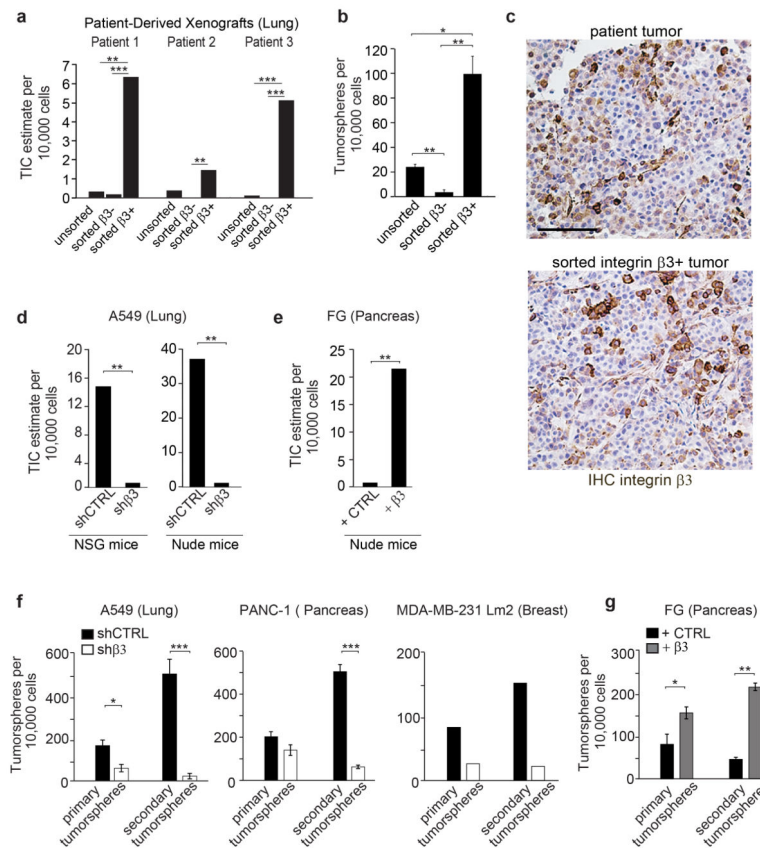 a
Patient-Derived Xenografts (Lung)
Patient 1
Patient 2
Patient 3
TIC estimate per
10,000 cells
7
6
5
4
3
2
1
0
**
***
**
***
***
unsorted
sorted β3-
sorted β3+
unsorted
sorted β3-
sorted β3+
unsorted
sorted β3-
sorted β3+
b
Tumorspheres per
10,000 cells
120
100
80
60
40
20
0
*
**
**
unsorted
sorted β3-
sorted β3+
c
patient tumor
sorted integrin β3+ tumor
IHC integrin β3
d
A549 (Lung)
TIC estimate per
10,000 cells
20
16
12
8
4
0
**
shCTRL
shβ3
NSG mice
40
30
20
10
0
**
shCTRL
shβ3
Nude mice
e
FG (Pancreas)
TIC estimate per
10,000 cells
25
20
15
10
5
0
**
+ CTRL
+ β3
Nude mice
f
A549 (Lung)
shCTRL
shβ3
Tumorspheres per
10,000 cells
600
400
200
0
*
***
primary
tumorspheres
secondary
tumorspheres
PANC-1 ( Pancreas)
600
400
200
0
***
primary
tumorspheres
secondary
tumorspheres
MDA-MB-231 Lm2 (Breast)
200
100
0
primary
tumorspheres
secondary
tumorspheres
g
FG (Pancreas)
+ CTRL
+ β3
Tumorspheres per
10,000 cells
300
200
100
0
*
**
primary
tumorspheres
secondary